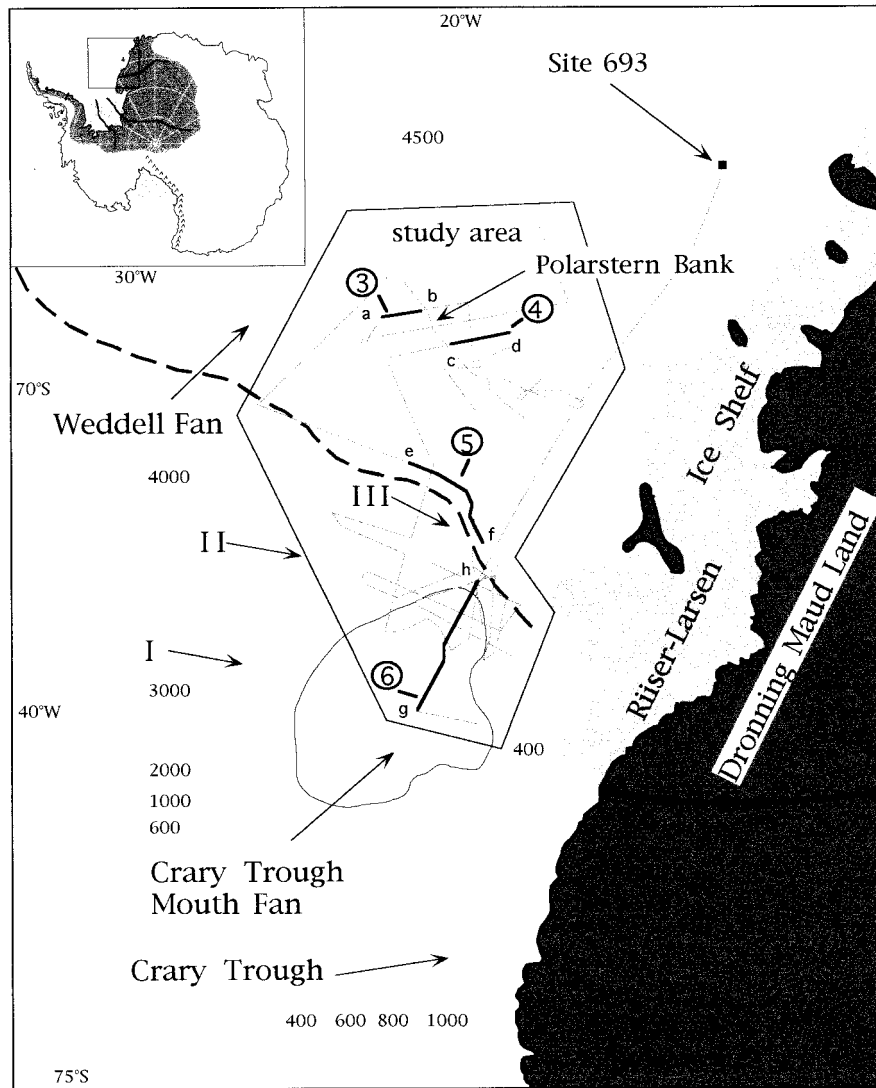 20°W
Site 693
4500
study area
30°W
Polarstern Bank
3
b
a
4
d
c
70°S
Weddell Fan
5
e
4000
III
Ice Shelf
II
f
h
I
3000
6
g
40°W
400
Riiser-Larsen
Dronning Maud Land
2000
1000
600
Crary Trough
Mouth Fan
Crary Trough
400 600 800 1000
75°S